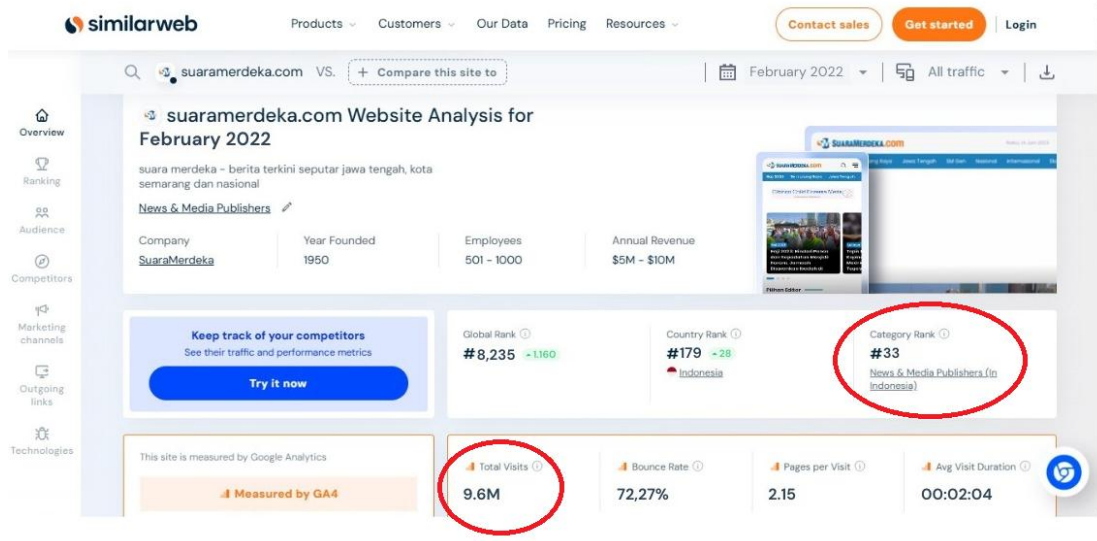 similarweb
Products Customers Our Data Pricing Resources
Contact sales Get started Login
suaramerdeka.com VS. + Compare this site to February 2022 All traffic
suaramerdeka.com Website Analysis for
February 2022
suara merdeka - berita terkini seputar jawa tengah, kota
semarang dan nasional
News & Media Publishers
Company Year Founded Employees Annual Revenue
SuaraMerdeka 1950 501 - 1000 $5M - $10M
SUARAMERDEKA.COM
Overview
Ranking
Audience
Competitors
Marketing
channels
Outgoing
links
Technologies
Keep track of your competitors
See their traffic and performance metrics
Try it now
Global Rank Country Rank Category Rank
#8,235 1,160 #179 28 #33
Indonesia News & Media Publishers (In
Indonesia)
This site is measured by Google Analytics
Measured by GA4
Total Visits Bounce Rate Pages per Visit Avg Visit Duration
9.6M 72,27% 2.15 00:02:04